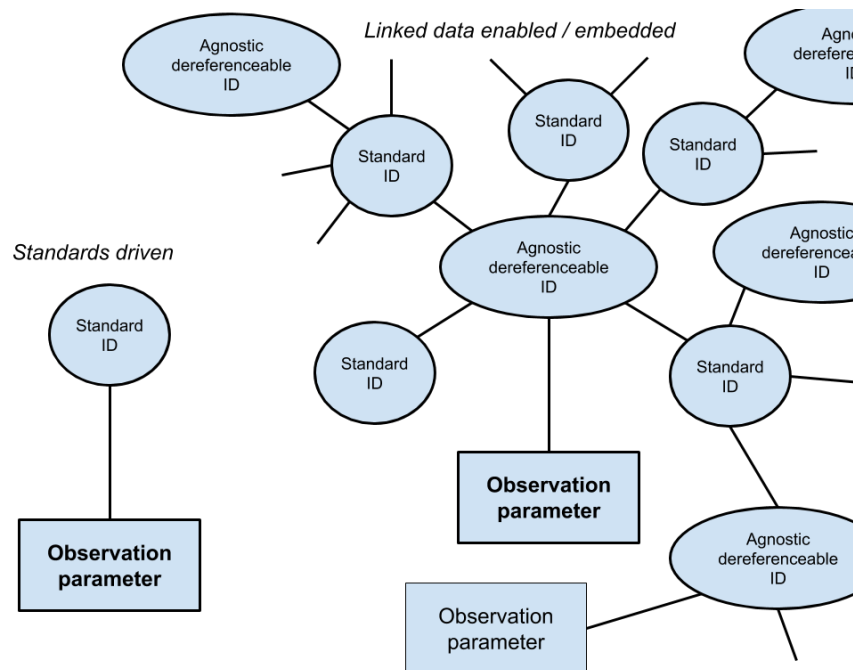 Linked data enabled / embedded
Agnostic
dereferenceable
ID
Standard
ID
Standard
ID
Standard
ID
Agnostic
dereferenceable
ID
Standards driven
Standard
ID
Observation
parameter
Standard
ID
Standard
ID
Agnostic
Observation
parameter
Agnostic
dereferenceable
ID
Observation
parameter